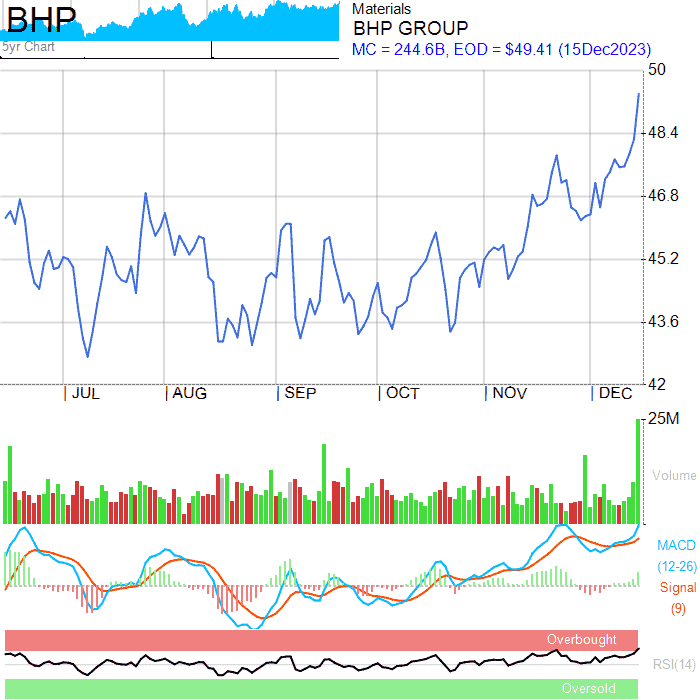 BHP
5yr Chart
Materials
BHP GROUP
MC = 244.6B, EOD = $49.41 (15Dec2023)
50
48.4
46.8
45.2
43.6
42
JUL AUG SEP OCT NOV DEC
25M
Volume
MACD
(12-26)
Signal
(9)
Overbought
RSI(14)
Oversold